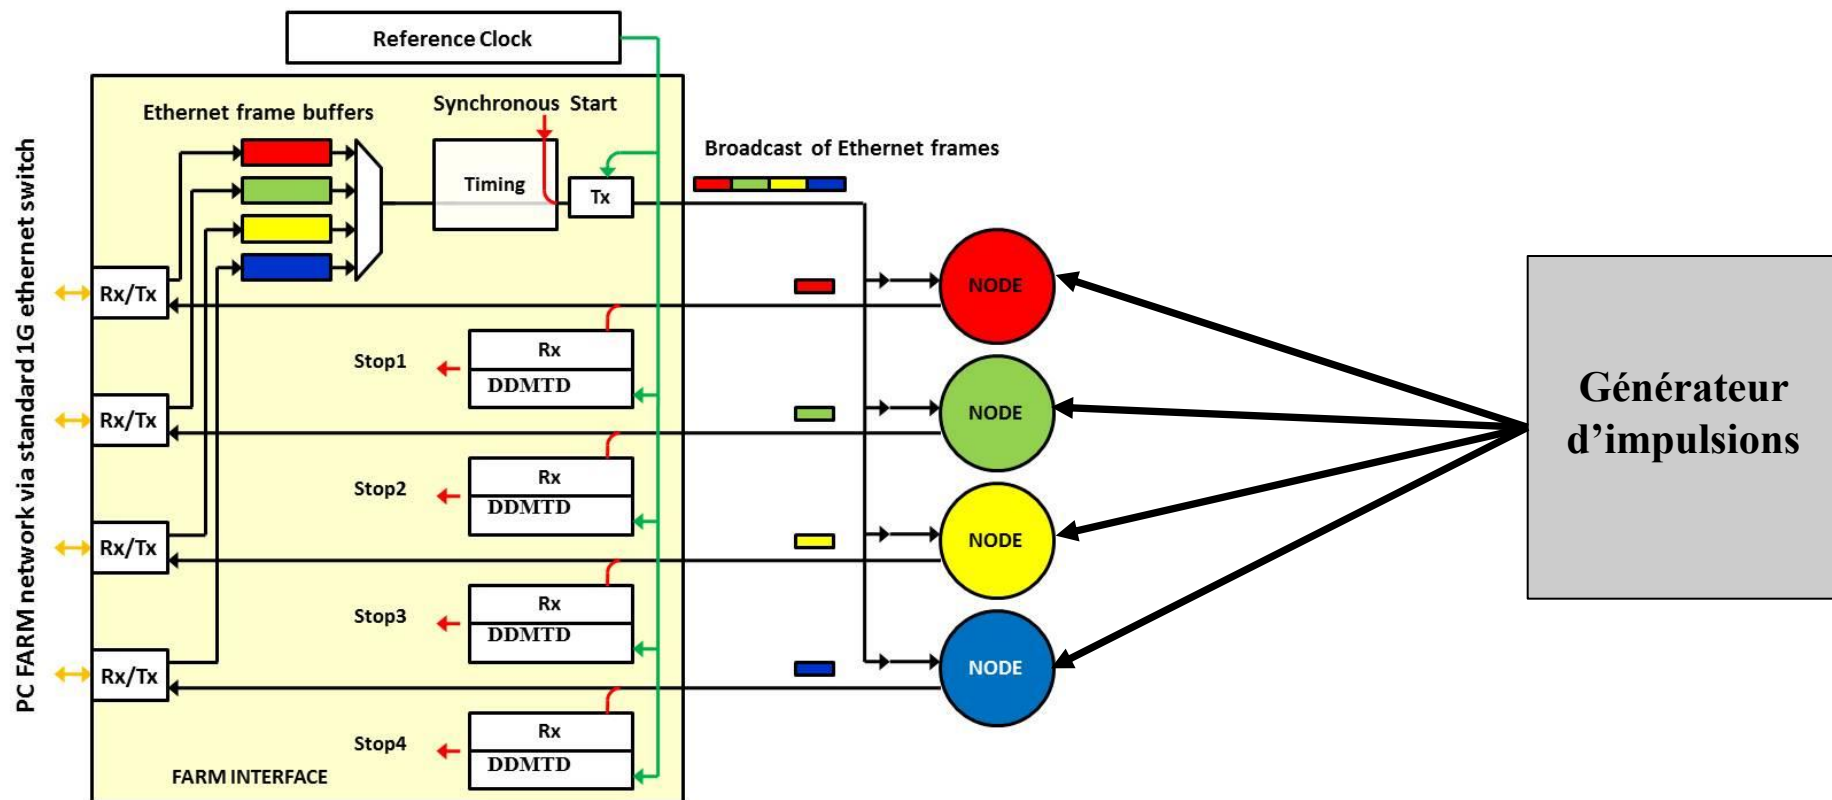 Reference Clock
PC FARM network via standard 1G ethernet switch
Ethernet frame buffers
Synchronous Start
Timing
Tx
Broadcast of Ethernet frames
Rx/Tx
NODE
Stop1
Rx
DDMTD
Générateur
d’impulsions
Rx/Tx
NODE
Stop2
Rx
DDMTD
Rx/Tx
NODE
Stop3
Rx
DDMTD
Rx/Tx
NODE
Stop4
Rx
DDMTD
FARM INTERFACE